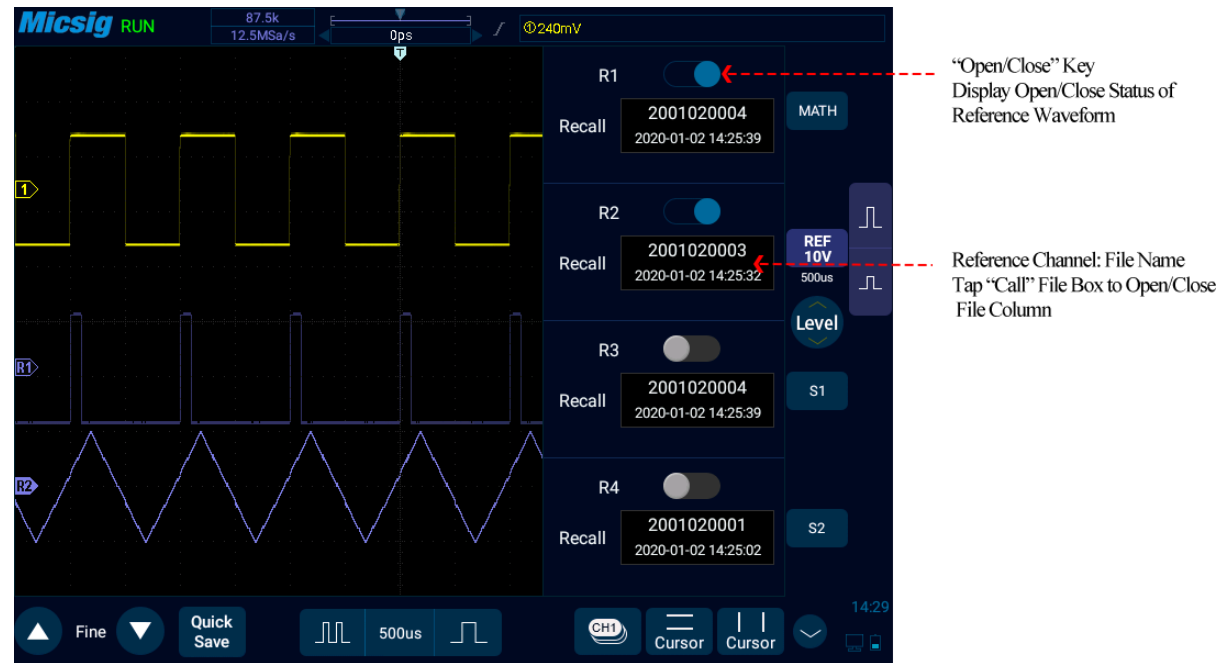 Micsig RUN
87.5k
12.5MSa/s
0ps
①240mV
T
R1
Recall
2001020004
2020-01-02 14:25:39
MATH
"Open/Close" Key
Display Open/Close Status of
Reference Waveform
1
R2
Recall
2001020003
2020-01-02 14:25:32
REF
10V
500us
Reference Channel: File Name
Tap "Call" File Box to Open/Close
File Column
Level
R1
R3
Recall
2001020004
2020-01-02 14:25:39
S1
R2
R4
Recall
2001020001
2020-01-02 14:25:02
S2
Fine
Quick
Save
500us
CH1
Cursor
Cursor
14:29